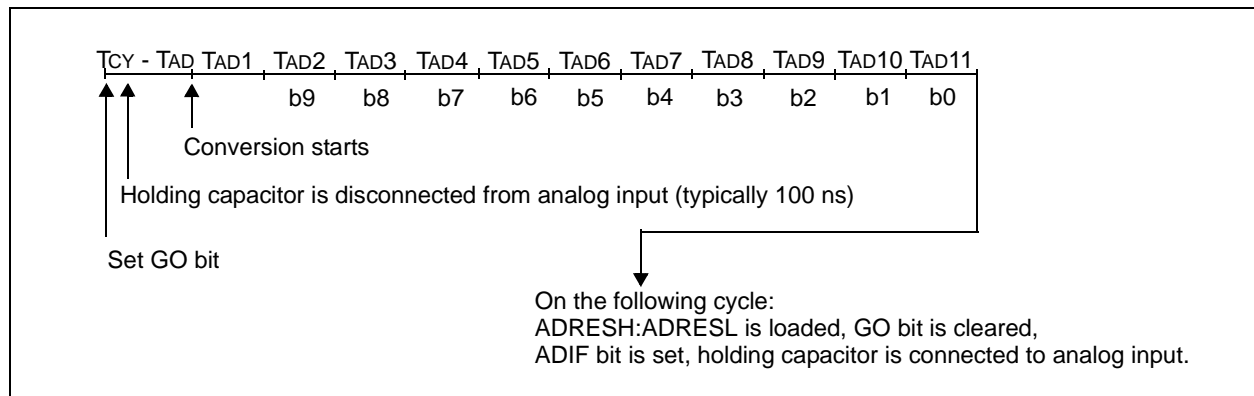 TCY - TAD TAD1 TAD2 TAD3 TAD4 TAD5 TAD6 TAD7 TAD8 TAD9 TAD10 TAD11
b9 b8 b7 b6 b5 b4 b3 b2 b1 b0
Conversion starts
Holding capacitor is disconnected from analog input (typically 100 ns)
Set GO bit
On the following cycle:
ADRESH:ADRESL is loaded, GO bit is cleared,
ADIF bit is set, holding capacitor is connected to analog input.